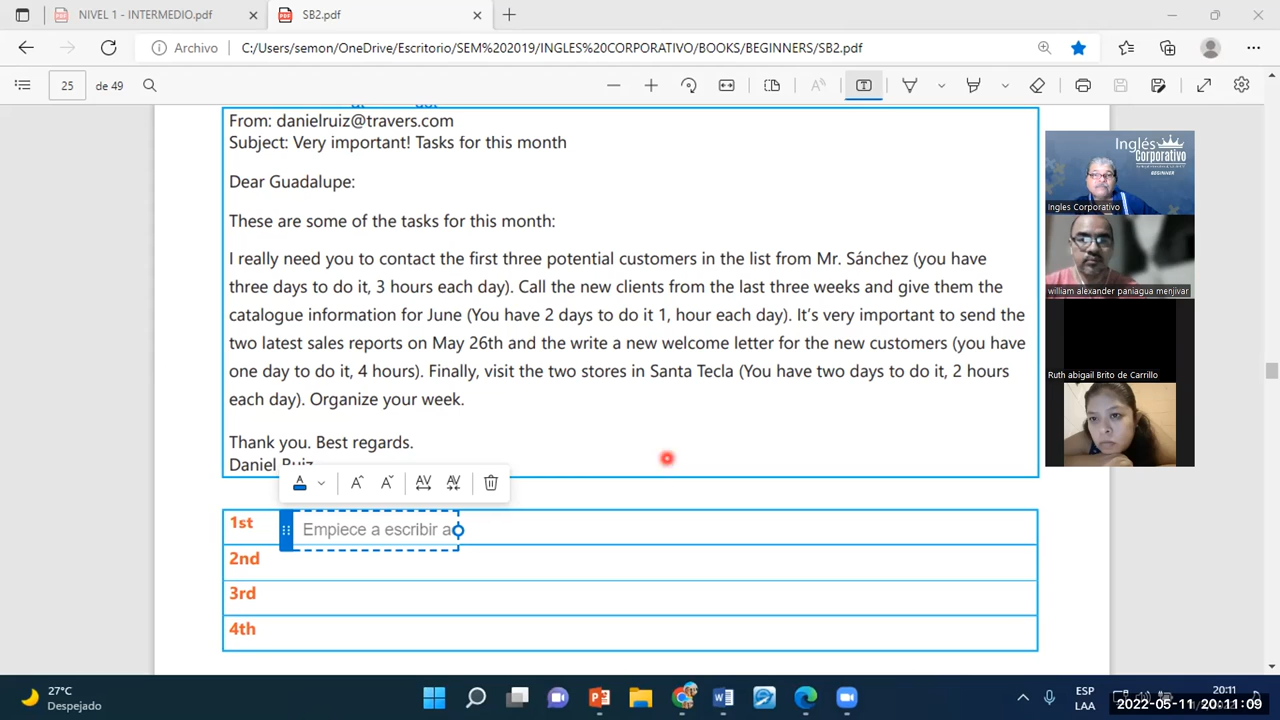 NIVEL 1 - INTERMEDIO.pdf
SB2.pdf
Archivo
C:/Users/semon/OneDrive/Escritorio/SEM%202019/INGLES%20CORPORATIVO/BOOKS/BEGINNERS/SB2.pdf
25 de 49
From: danielruiz@travers.com
Subject: Very important! Tasks for this month
Dear Guadalupe:
These are some of the tasks for this month:
I really need you to contact the first three potential customers in the list from Mr. Sánchez (you have
three days to do it, 3 hours each day). Call the new clients from the last three weeks and give them the
catalogue information for June (You have 2 days to do it 1, hour each day). It’s very important to send the
two latest sales reports on May 26th and the write a new welcome letter for the new customers (you have
one day to do it, 4 hours). Finally, visit the two stores in Santa Tecla (You have two days to do it, 2 hours
each day). Organize your week.
Thank you. Best regards.
Daniel Ruiz
1st
Empiece a escribir a
2nd
3rd
4th
Inglés
Corporativo
BEGINNER
Ingles Corporativo
william alexander paniagua menjivar
Ruth abigail Brito de Carrillo
27°C
Despejado
ESP
LAA
20:11
2022-05-11 20:11:09